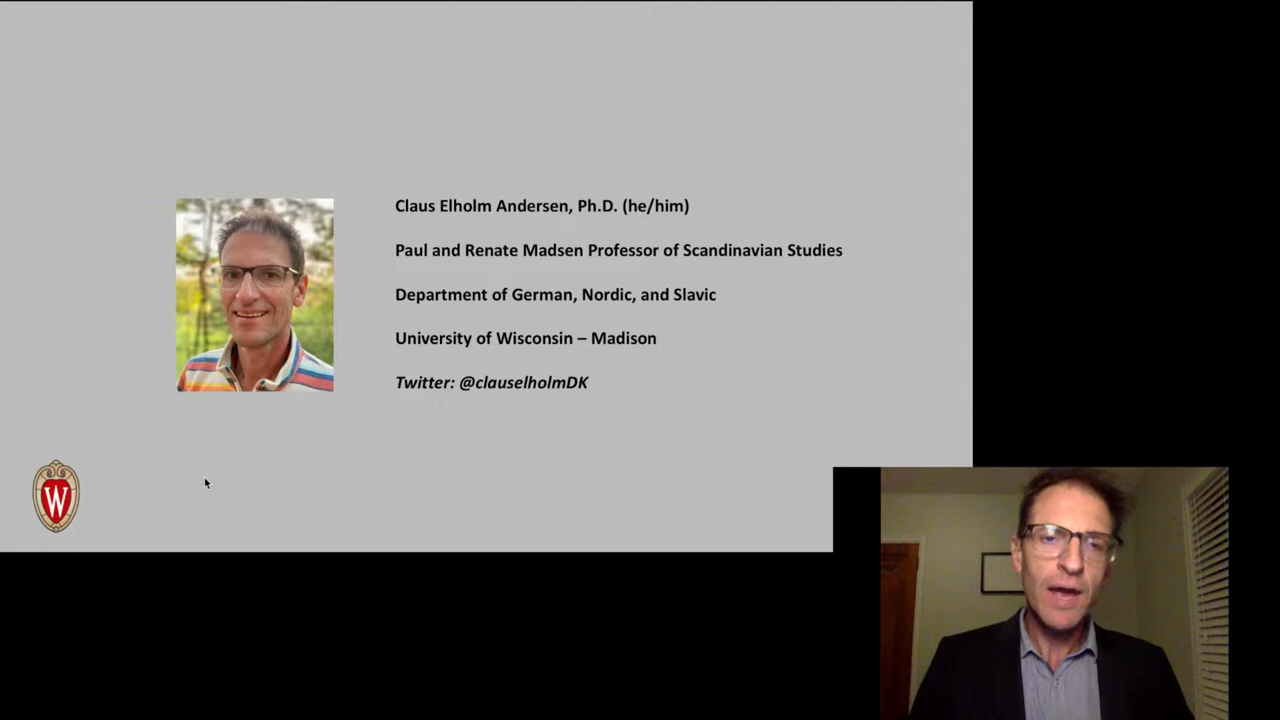 Claus Elholm Andersen, Ph.D. (he/him)
Paul and Renate Madsen Professor of Scandinavian Studies
Department of German, Nordic, and Slavic
University of Wisconsin – Madison
Twitter: @clauselholmDK
W